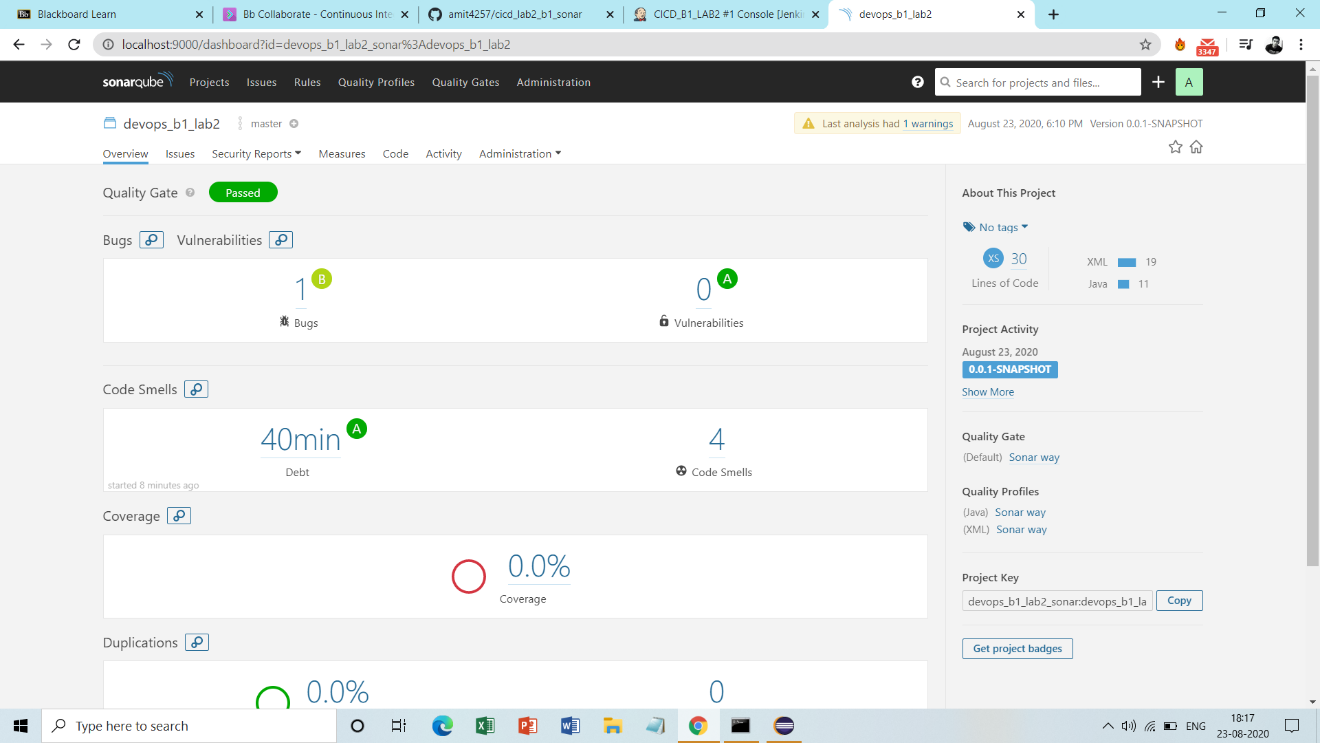 Blackboard Learn
Bb Collaborate - Continuous Inte
amit4257/cicd_lab2_b1_sonar
CICD_B1_LAB2 #1 Console [Jenki
devops_b1_lab2
localhost:9000/dashboard?id=devops_b1_lab2_sonar%3Adevops_b1_lab2
3347
sonarqube Projects Issues Rules Quality Profiles Quality Gates Administration
Search for projects and files...
A
devops_b1_lab2 master
Last analysis had 1 warnings August 23, 2020, 6:10 PM Version 0.0.1-SNAPSHOT
Overview Issues Security Reports Measures Code Activity Administration
Quality Gate Passed
Bugs Vulnerabilities
1 B
Bugs
0 A
Vulnerabilities
Code Smells
40min A
Debt
4
Code Smells
started 8 minutes ago
Coverage
0.0%
Coverage
Duplications
0.0%
0
About This Project
No tags
XS 30
Lines of Code
XML 19
Java 11
Project Activity
August 23, 2020
0.0.1-SNAPSHOT
Show More
Quality Gate
(Default) Sonar way
Quality Profiles
(Java) Sonar way
(XML) Sonar way
Project Key
devops_b1_lab2_sonar:devops_b1_la Copy
Get project badges
Type here to search
ENG
18:17
23-08-2020